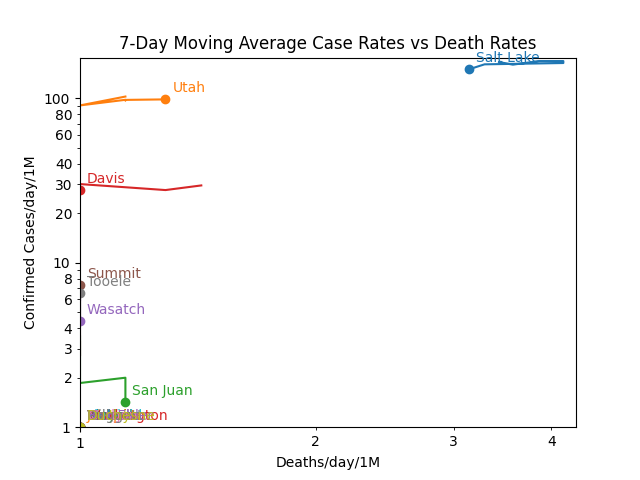 7-Day Moving Average Case Rates vs Death Rates
Salt Lake
Utah
100
80
60
40
Davis
30
20
10
Summit
8
Tooele
6
Wasatch
4
3
2
San Juan
1
1
2
3
4
Confirmed Cases/day/1M
Deaths/day/1M